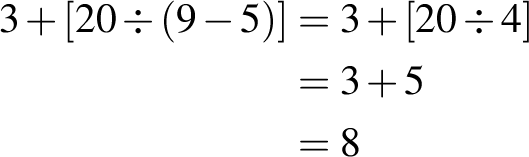 3 + [20 ÷ (9 − 5)] = 3 + [20 ÷ 4]
= 3 + 5
= 8